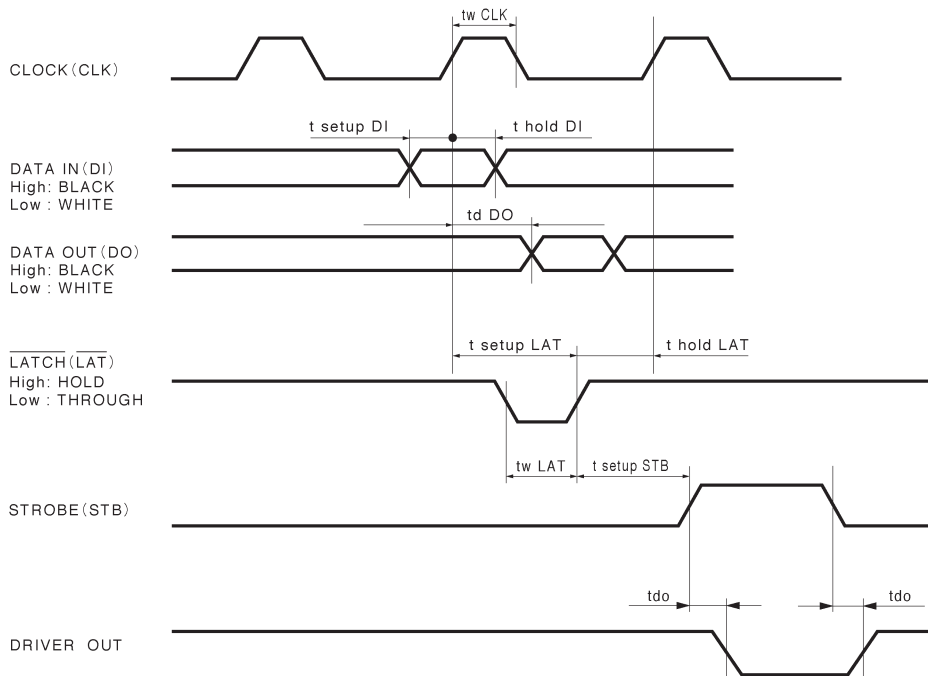 tw CLK
CLOCK(CLK)
t setup DI
t hold DI
DATA IN(DI)
High: BLACK
Low : WHITE
td DO
DATA OUT(DO)
High: BLACK
Low : WHITE
t setup LAT
t hold LAT
LATCH(LAT)
High: HOLD
Low : THROUGH
tw LAT
t setup STB
STROBE(STB)
tdo
tdo
DRIVER OUT